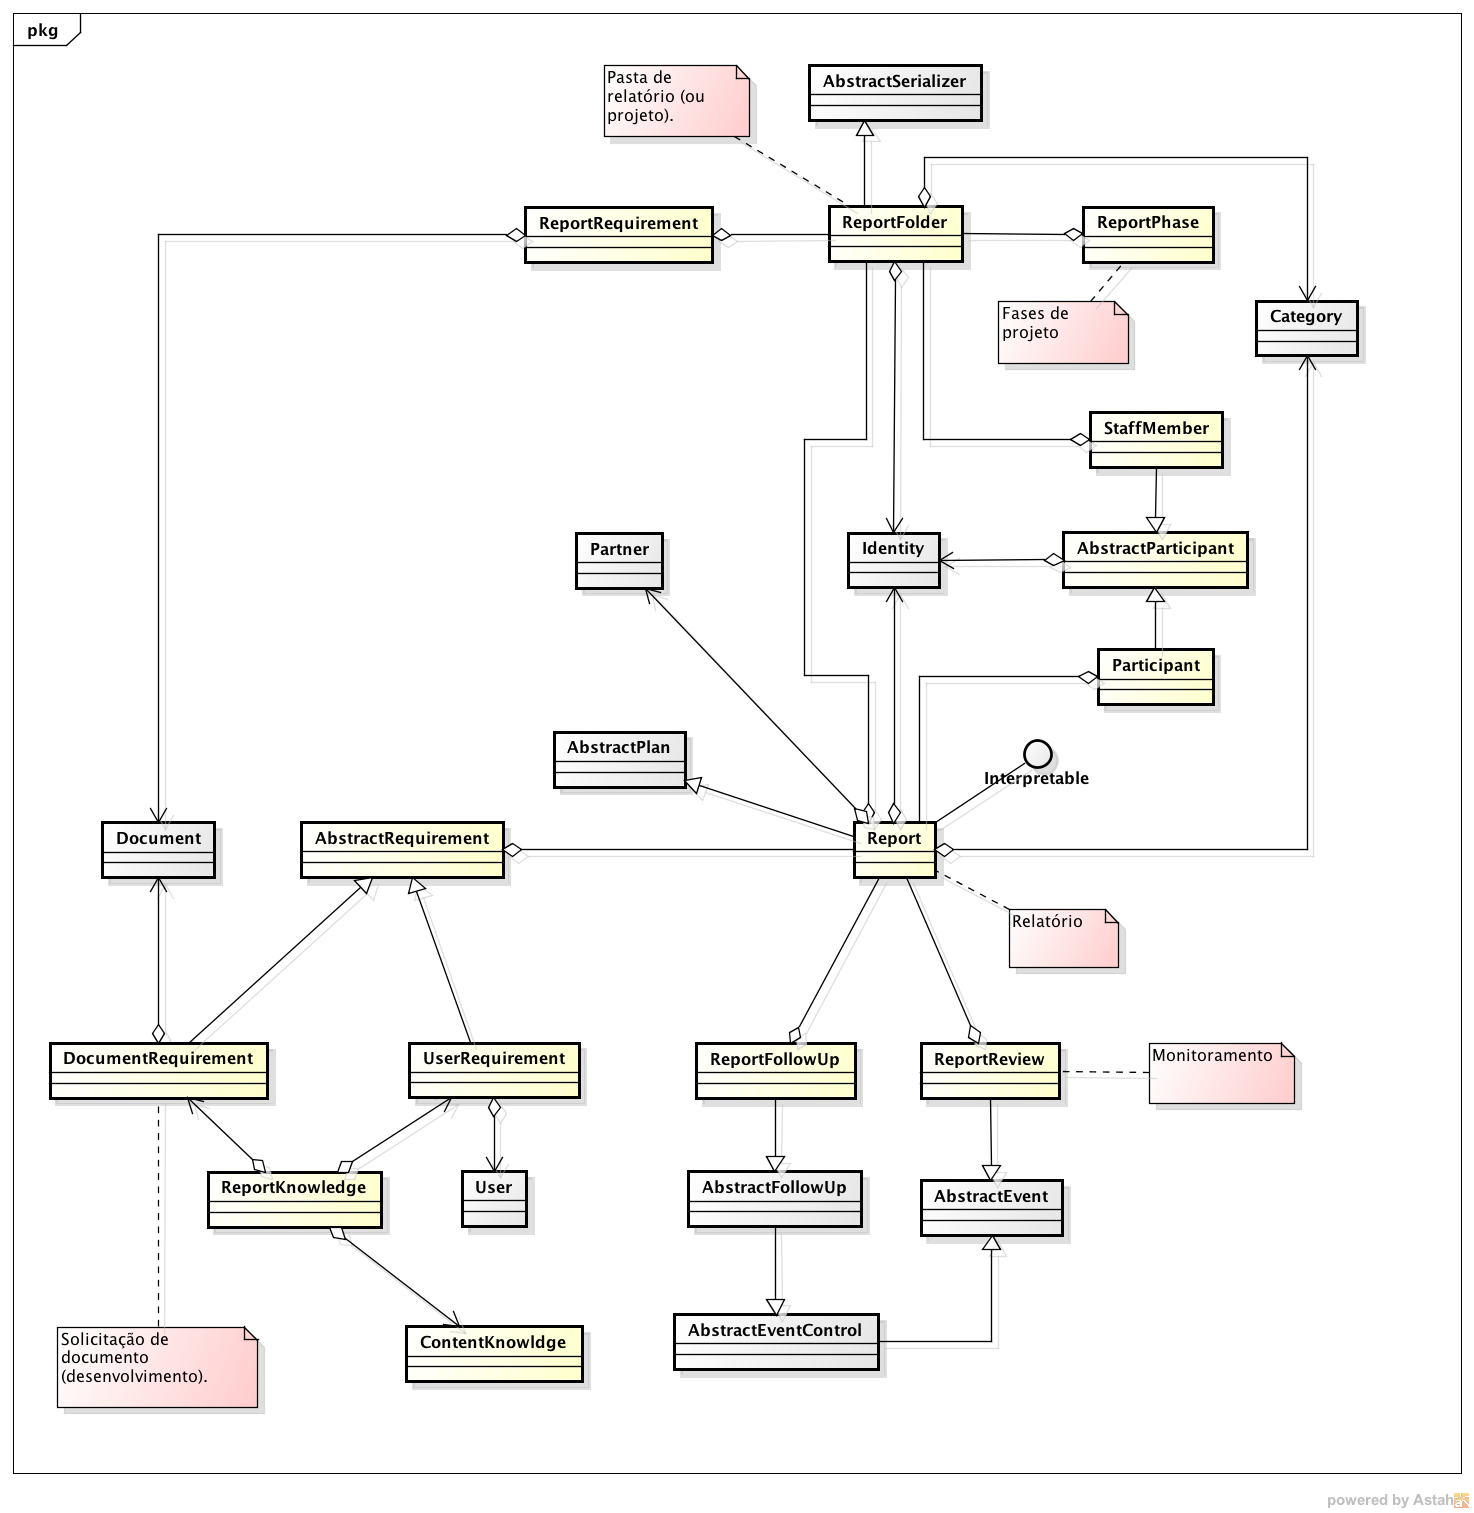 pkg
Pasta de
relatório (ou
projeto).
AbstractSerializer
ReportRequirement
ReportFolder
ReportPhase
Fases de
projeto
Category
StaffMember
Partner
Identity
AbstractParticipant
Participant
AbstractPlan
Interpretable
Document
AbstractRequirement
Report
Relatório
DocumentRequirement
UserRequirement
ReportFollowUp
ReportReview
Monitoramento
ReportKnowledge
User
AbstractFollowUp
AbstractEvent
Solicitação de
documento
(desenvolvimento).
ContentKnowldge
AbstractEventControl
powered by Astah